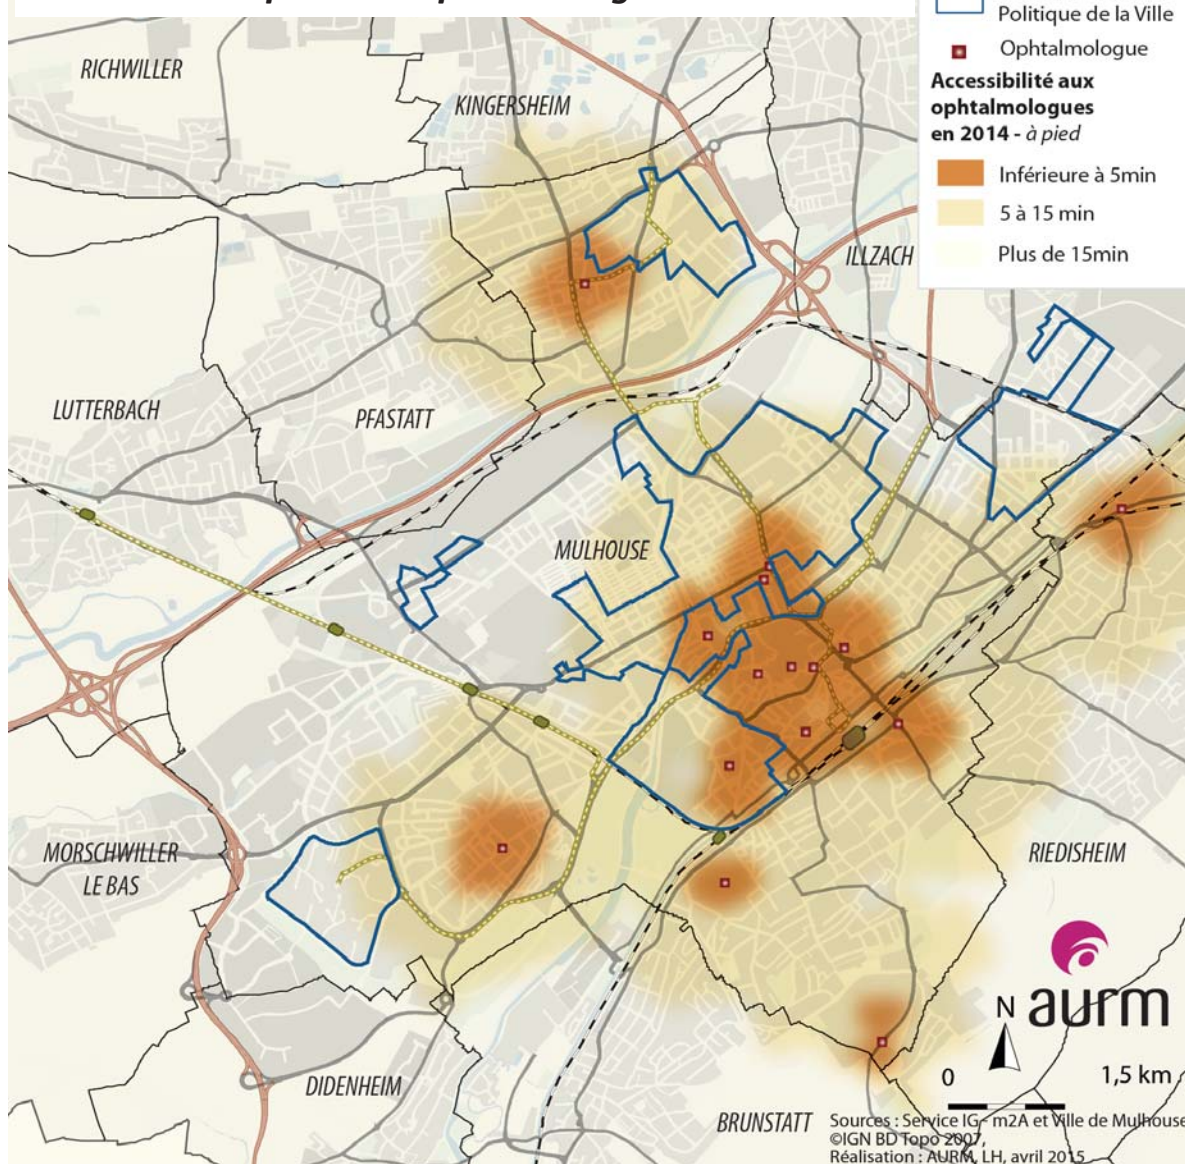 Politique de la Ville
Ophtalmologue
Accessibilité aux
ophtalmologues
en 2014 - à pied
Inférieure à 5min
5 à 15 min
Plus de 15min
RICHWILLER
KINGERSHEIM
ILLZACH
LUTTERBACH
PFASTATT
MULHOUSE
MORSCHWILLER
LE BAS
RIEDISHEIM
DIDENHEIM
BRUNSTATT
N
aurm
0
1,5 km
Sources : Service IG - m2A et Ville de Mulhouse
©IGN BD Topo 2007,
Réalisation : AURM, LH, avril 2015